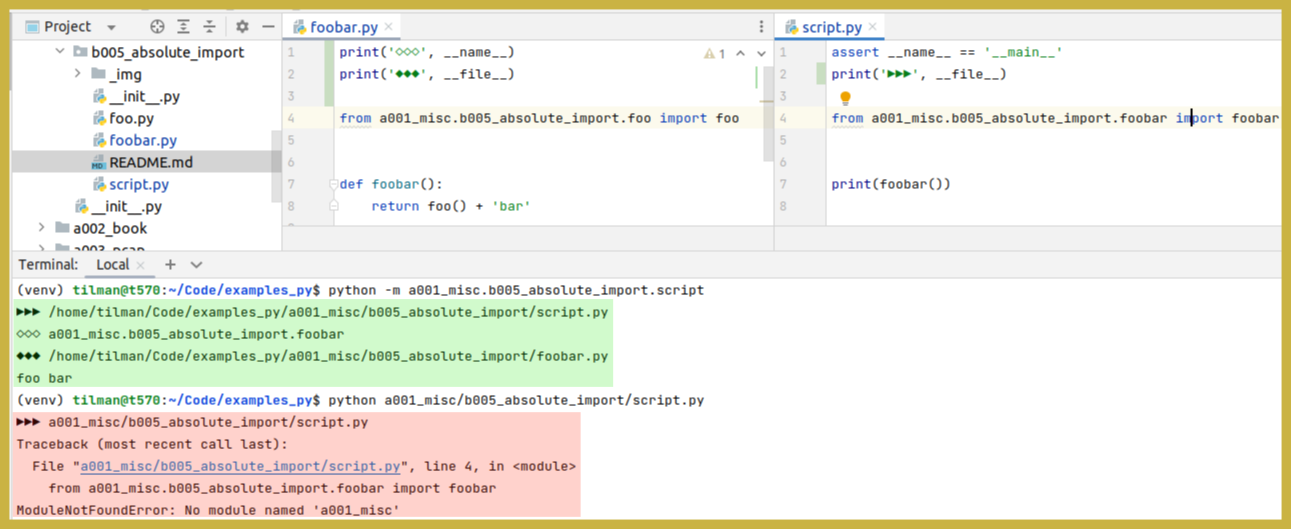 Project
b005_absolute_import
_img
__init__.py
foo.py
foobar.py
README.md
script.py
__init__.py
a002_book
a003_pcap
foobar.py
1 print('◇◇◇', __name__)
2 print('◆◆◆', __file__)
3
4 from a001_misc.b005_absolute_import.foo import foo
5
6
7 def foobar():
8 return foo() + 'bar'
1
script.py
1 assert __name__ == '__main__'
2 print('▶▶▶', __file__)
3
4 from a001_misc.b005_absolute_import.foobar import foobar
5
6
7 print(foobar())
8
Terminal: Local
(venv) tilman@t570:~/Code/examples_py$ python -m a001_misc.b005_absolute_import.script
▶▶▶ /home/tilman/Code/examples_py/a001_misc/b005_absolute_import/script.py
◇◇◇ a001_misc.b005_absolute_import.foobar
◆◆◆ /home/tilman/Code/examples_py/a001_misc/b005_absolute_import/foobar.py
foo bar
(venv) tilman@t570:~/Code/examples_py$ python a001_misc/b005_absolute_import/script.py
▶▶▶ a001_misc/b005_absolute_import/script.py
Traceback (most recent call last):
File "a001_misc/b005_absolute_import/script.py", line 4, in <module>
from a001_misc.b005_absolute_import.foobar import foobar
ModuleNotFoundError: No module named 'a001_misc'